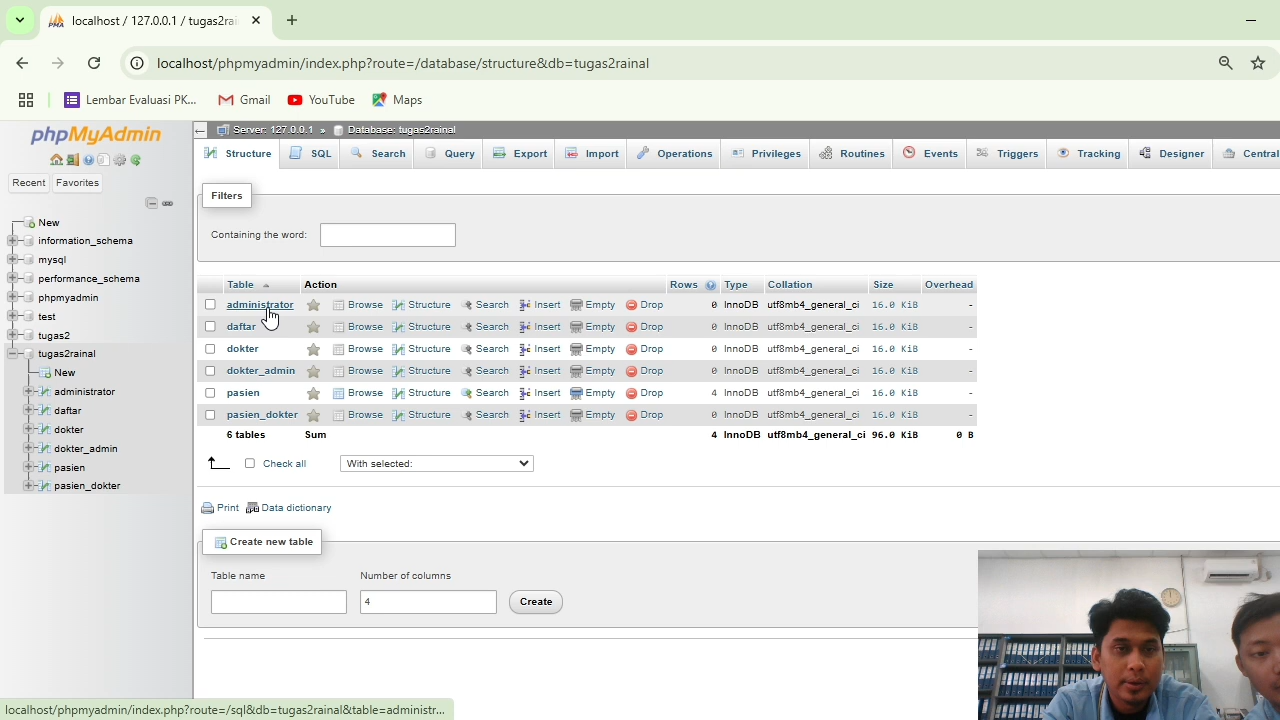 localhost / 127.0.0.1 / tugas2rai
localhost/phpmyadmin/index.php?route=/database/structure&db=tugas2rainal
Lembar Evaluasi PK...
Gmail
YouTube
Maps
phpMyAdmin
Recent
Favorites
New
information_schema
mysql
performance_schema
phpmyadmin
test
tugas2
tugas2rainal
New
administrator
daftar
dokter
dokter_admin
pasien
pasien_dokter
Server: 127.0.0.1 » Database: tugas2rainal
Structure SQL Search Query Export Import Operations Privileges Routines Events Triggers Tracking Designer Central
Filters
Containing the word:
Table Action Rows Type Collation Size Overhead
administrator Browse Structure Search Insert Empty Drop 0 InnoDB utf8mb4_general_ci 16.0 KiB -
daftar Browse Structure Search Insert Empty Drop 0 InnoDB utf8mb4_general_ci 16.0 KiB -
dokter Browse Structure Search Insert Empty Drop 0 InnoDB utf8mb4_general_ci 16.0 KiB -
dokter_admin Browse Structure Search Insert Empty Drop 0 InnoDB utf8mb4_general_ci 16.0 KiB -
pasien Browse Structure Search Insert Empty Drop 4 InnoDB utf8mb4_general_ci 16.0 KiB -
pasien_dokter Browse Structure Search Insert Empty Drop 0 InnoDB utf8mb4_general_ci 16.0 KiB -
6 tables Sum 4 InnoDB utf8mb4_general_ci 96.0 KiB 0 B
Check all With selected:
Print Data dictionary
Create new table
Table name Number of columns
4 Create
localhost/phpmyadmin/index.php?route=/sql&db=tugas2rainal&table=administr...